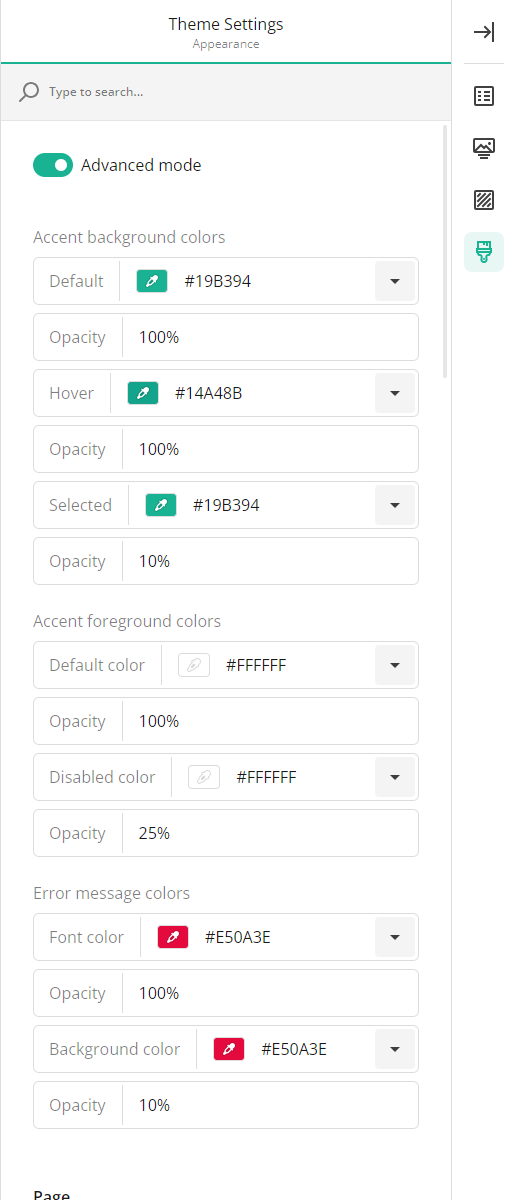 Theme Settings
Appearance
Type to search...
Advanced mode
Accent background colors
Default #19B394
Opacity 100%
Hover #14A48B
Opacity 100%
Selected #19B394
Opacity 10%
Accent foreground colors
Default color #FFFFFF
Opacity 100%
Disabled color #FFFFFF
Opacity 25%
Error message colors
Font color #E50A3E
Opacity 100%
Background color #E50A3E
Opacity 10%
Page